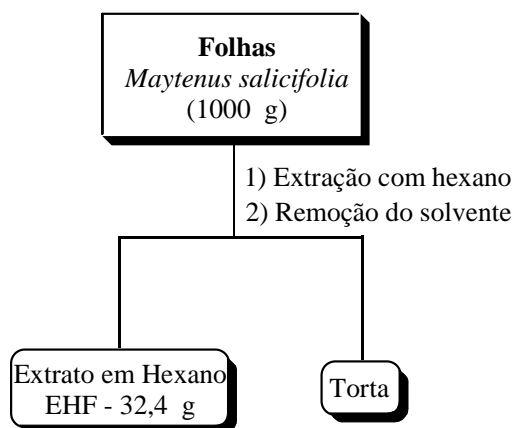 Folhas
Maytenus salicifolia
(1000 g)
1) Extração com hexano
2) Remoção do solvente
Extrato em Hexano
EHF - 32,4 g
Torta